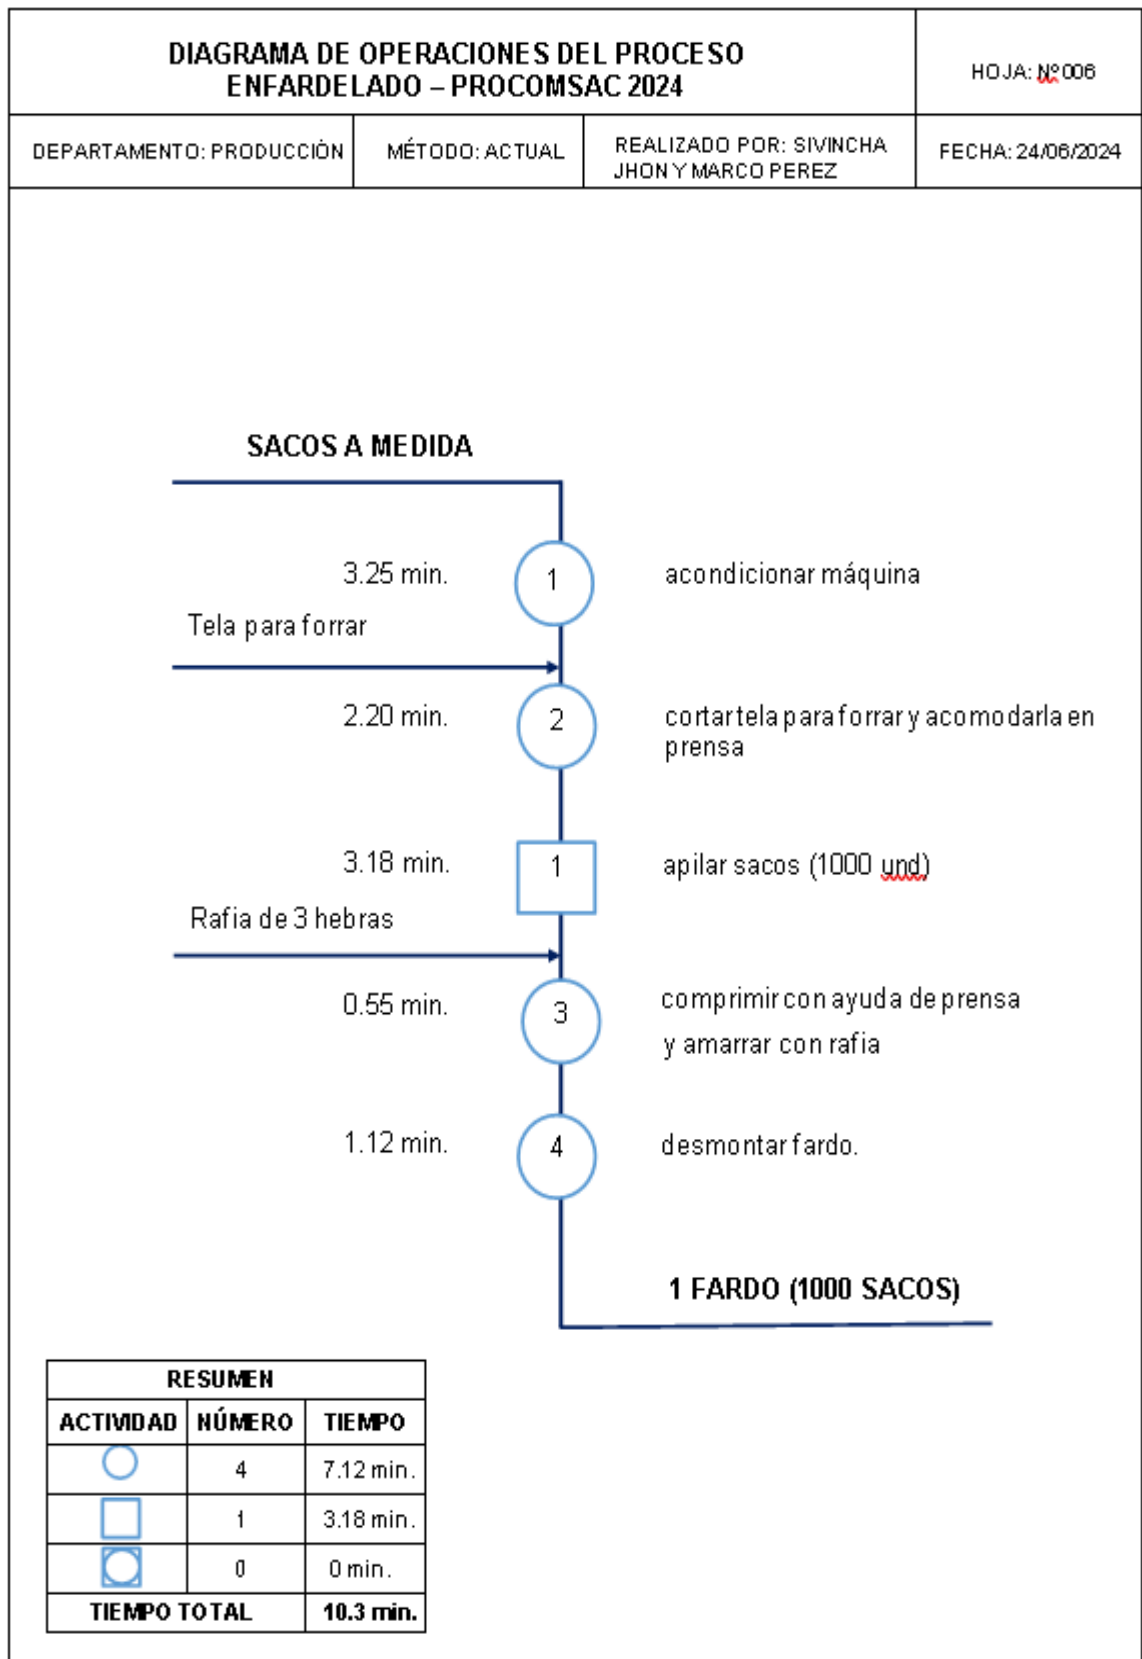 DIAGRAMA DE OPERACIONES DEL PROCESO
ENFARDELADO – PROCOMSAC 2024
HOJA: Nº 006
DEPARTAMENTO: PRODUCCIÓN
MÉTODO: ACTUAL
REALIZADO POR: SIVINCHA
JHON Y MARCO PEREZ
FECHA: 24/06/2024
SACOS A MEDIDA
3.25 min.
1
acondicionar máquina
Tela para forrar
2.20 min.
2
cortar tela para forrar y acomodarla en
prensa
3.18 min.
1
apilar sacos (1000 und)
Rafia de 3 hebras
0.55 min.
3
comprimir con ayuda de prensa
y amarrar con rafia
1.12 min.
4
desmontar fardo.
1 FARDO (1000 SACOS)
RESUMEN
ACTIVIDAD NÚMERO TIEMPO
4 7.12 min.
1 3.18 min.
0 0 min.
TIEMPO TOTAL 10.3 min.